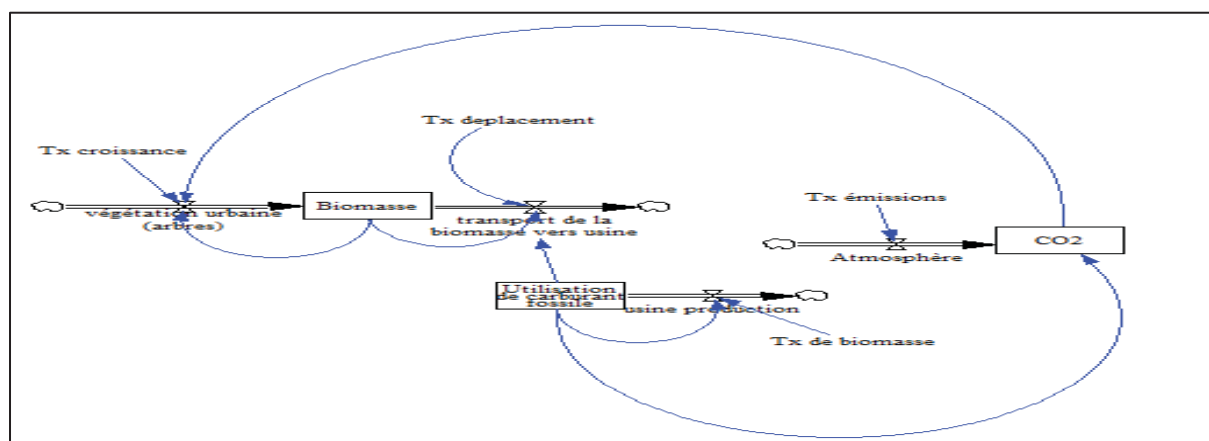 Tx deplacement
Tx croissance
végétation urbaine
(arbres)
Biomasse
transport de la
biomasse vers usine
Tx émissions
CO2
Atmosphère
Utilisation
de carburant
fossile
usine production
Tx de biomasse